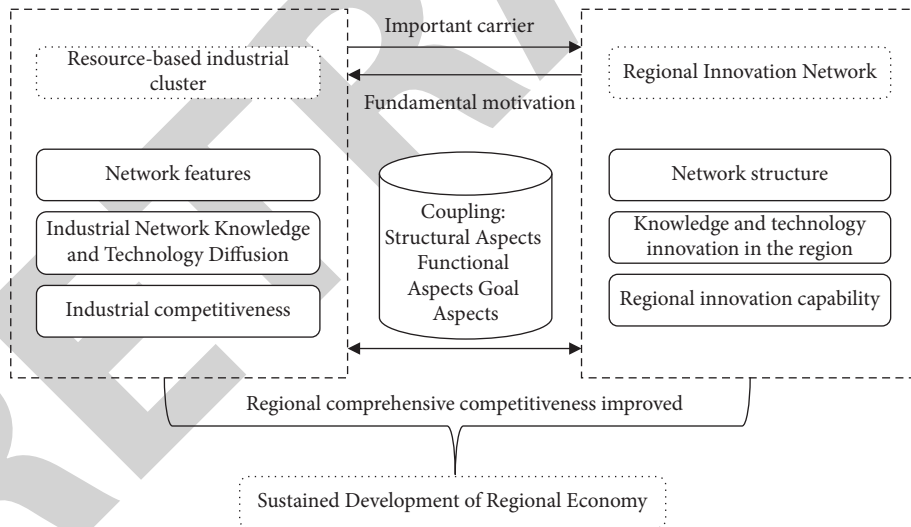 Important carrier
Resource-based industrial
cluster
Regional Innovation Network
Fundamental motivation
Network features
Industrial Network Knowledge
and Technology Diffusion
Industrial competitiveness
Coupling:
Structural Aspects
Functional
Aspects Goal
Aspects
Network structure
Knowledge and technology
innovation in the region
Regional innovation capability
Regional comprehensive competitiveness improved
Sustained Development of Regional Economy
RETRA